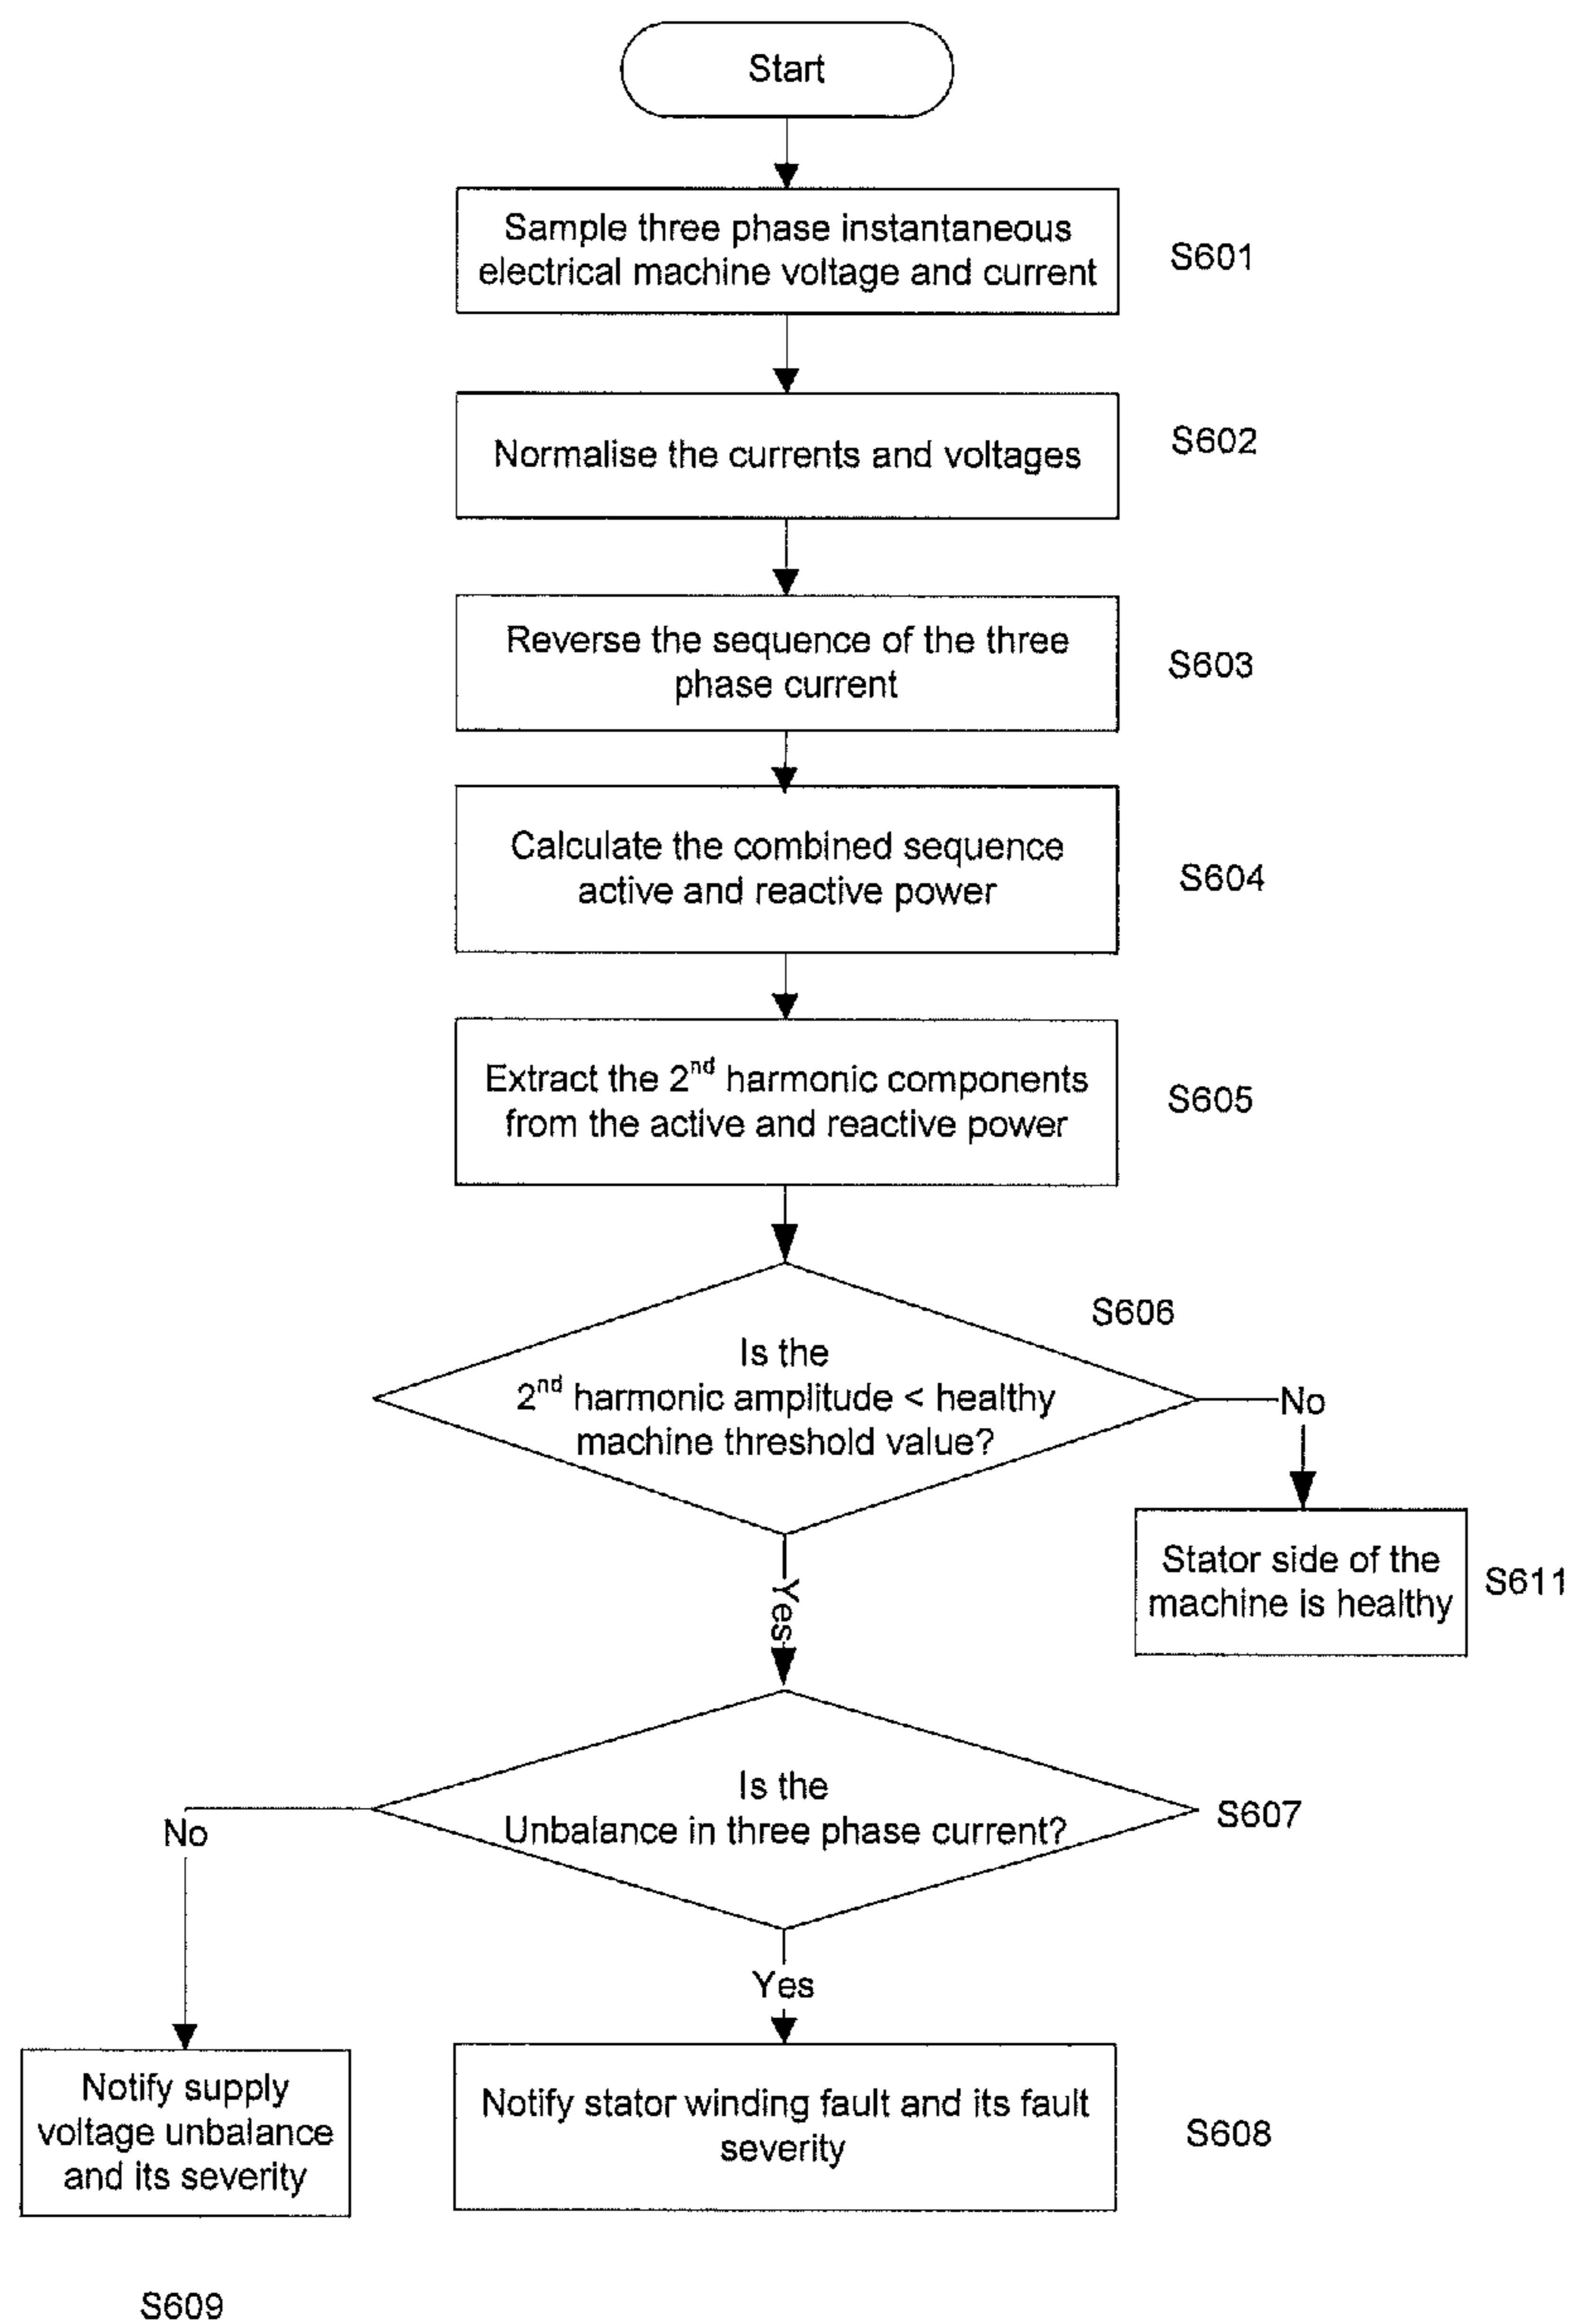 Start
Sample three phase instantaneous
electrical machine voltage and current
S601
Normalise the currents and voltages
S602
Reverse the sequence of the three
phase current
S603
Calculate the combined sequence
active and reactive power
S604
Extract the 2nd harmonic components
from the active and reactive power
S605
S606
Is the
2nd harmonic amplitude < healthy
machine threshold value?
No
Stator side of the
machine is healthy
S611
Yes
Is the
Unbalance in three phase current?
S607
No
Yes
Notify supply
voltage unbalance
and its severity
Notify stator winding fault and its fault
severity
S608
S609